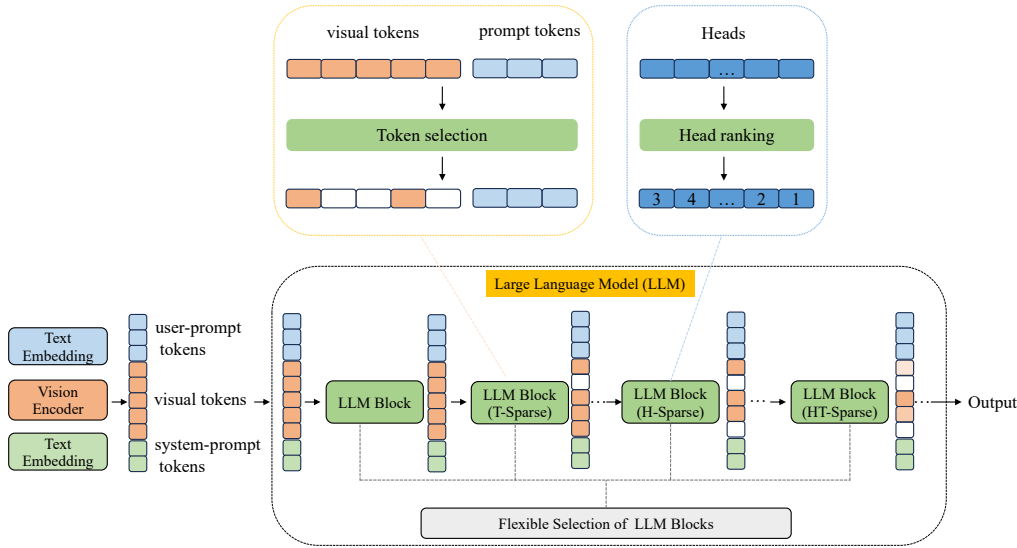 visual tokens
prompt tokens
Heads
...
Token selection
Head ranking
3 4 ... 2 1
Large Language Model (LLM)
Text
Embedding
user-prompt
tokens
Vision
Encoder
visual tokens
Text
Embedding
system-prompt
tokens
LLM Block
LLM Block
(T-Sparse)
...
LLM Block
(H-Sparse)
...
LLM Block
(HT-Sparse)
...
Output
Flexible Selection of LLM Blocks